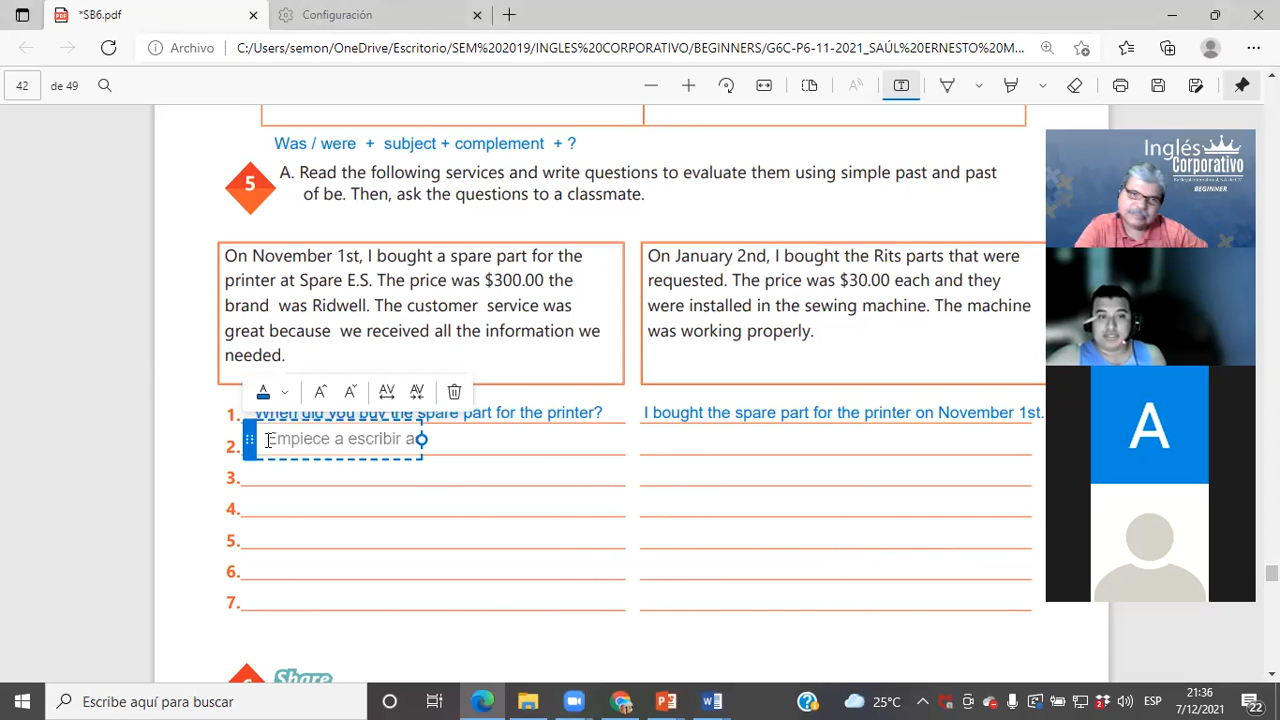 *SB6.pdf
Configuración
Archivo
C:/Users/semon/OneDrive/Escritorio/SEM%202019/INGLES%20CORPORATIVO/BEGINNERS/G6C-P6-11-2021_SAÚL%20ERNESTO%20M...
42
de 49
Was / were + subject + complement + ?
5
A. Read the following services and write questions to evaluate them using simple past and past
of be. Then, ask the questions to a classmate.
On November 1st, I bought a spare part for the
printer at Spare E.S. The price was $300.00 the
brand was Ridwell. The customer service was
great because we received all the information we
needed.
On January 2nd, I bought the Rits parts that were
requested. The price was $30.00 each and they
were installed in the sewing machine. The machine
was working properly.
1. When did you buy the spare part for the printer?
I bought the spare part for the printer on November 1st.
2. Empiece a escribir a
3.
4.
5.
6.
7.
Share
Inglés
Corporativo
BEGINNER
A
Escribe aquí para buscar
25°C
ESP
21:36
7/12/2021
22